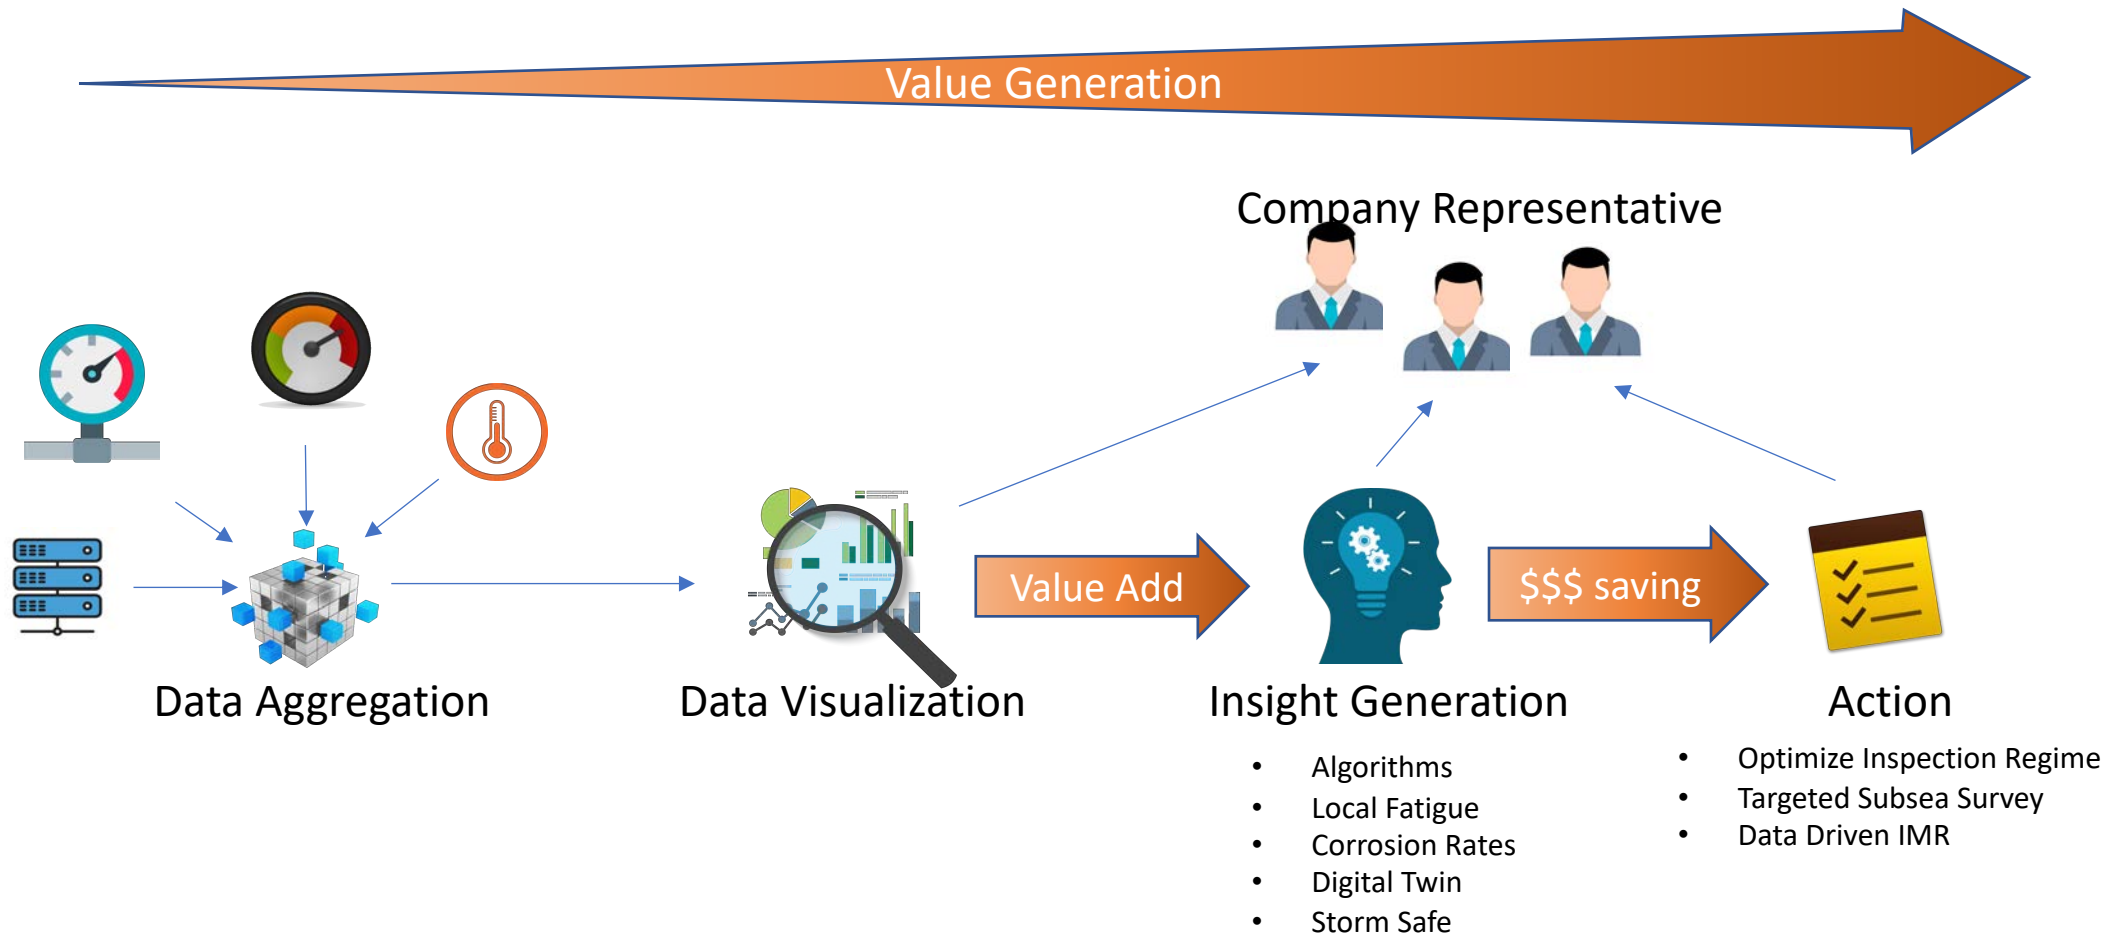 Value Generation
Company Representative
Value Add
$$$ saving
Data Aggregation
Data Visualization
Insight Generation
Action
• Algorithms
• Local Fatigue
• Corrosion Rates
• Digital Twin
• Storm Safe
• Optimize Inspection Regime
• Targeted Subsea Survey
• Data Driven IMR